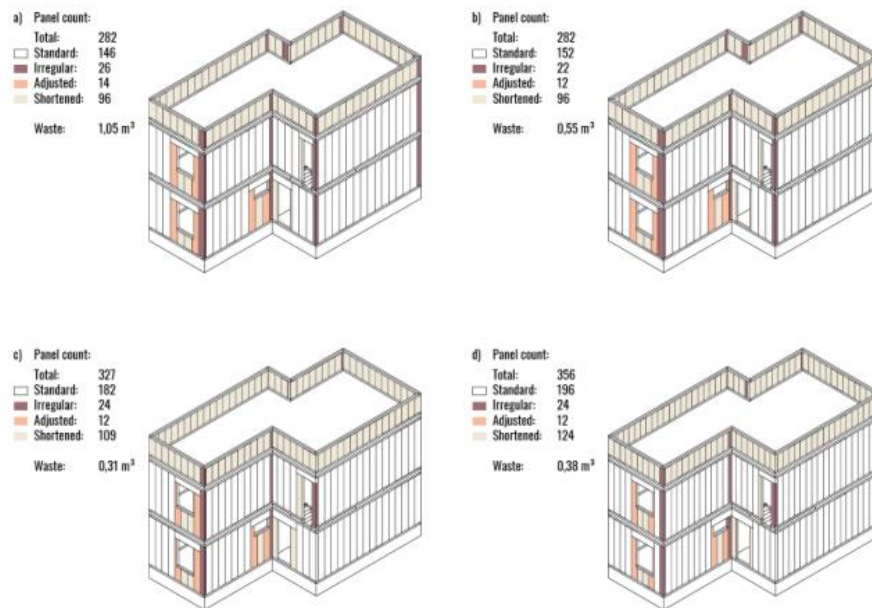 a) Panel count:
Total: 282
Standard: 146
Irregular: 26
Adjusted: 14
Shortened: 96
Waste: 1,05 m³
b) Panel count:
Total: 282
Standard: 152
Irregular: 22
Adjusted: 12
Shortened: 96
Waste: 0,55 m³
c) Panel count:
Total: 327
Standard: 182
Irregular: 24
Adjusted: 12
Shortened: 109
Waste: 0,31 m³
d) Panel count:
Total: 356
Standard: 196
Irregular: 24
Adjusted: 12
Shortened: 124
Waste: 0,38 m³